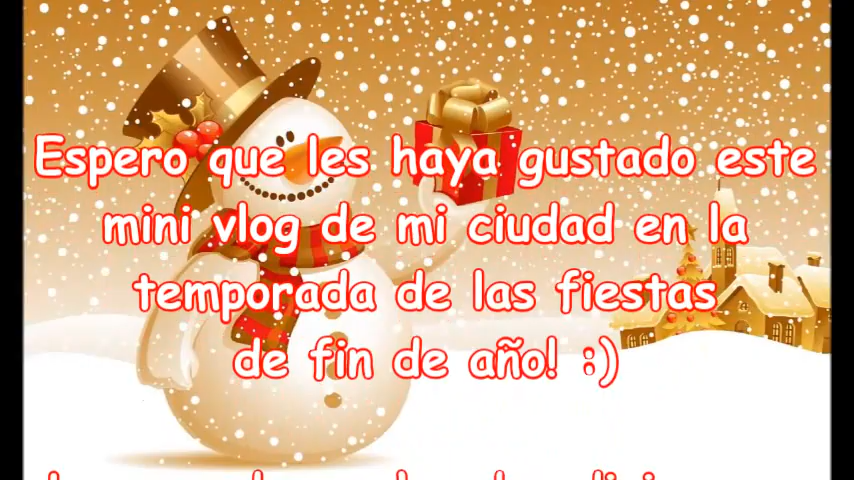 Espero que les haya gustado este
mini vlog de mi ciudad en la
temporada de las fiestas
de fin de año! :)